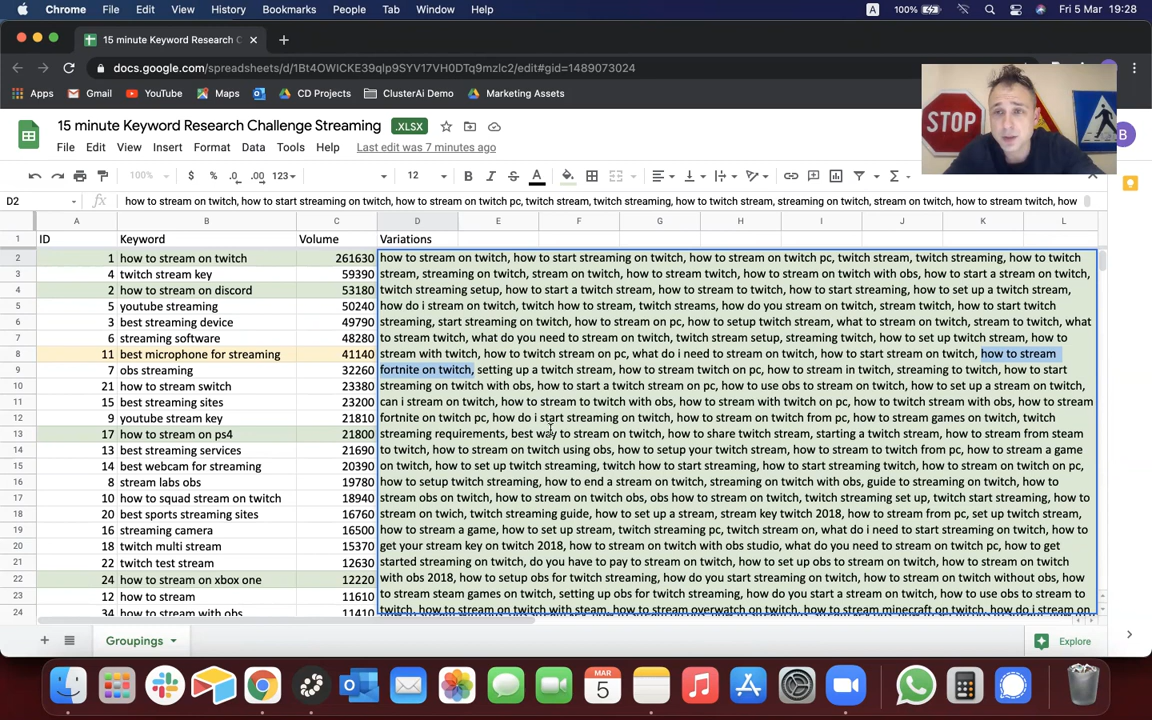 Chrome File Edit View History Bookmarks People Tab Window Help A 100% Fri 5 Mar 19:28
15 minute Keyword Research C
docs.google.com/spreadsheets/d/1Bt4OWICKE39qlp9SYV17VH0DTq9mzlc2/edit#gid=1489073024
Apps Gmail YouTube Maps CD Projects ClusterAi Demo Marketing Assets
STOP
15 minute Keyword Research Challenge Streaming .XLSX
B
File Edit View Insert Format Data Tools Help Last edit was 7 minutes ago
100% $ % .0 .00 123 12 B I S A
D2 fx how to stream on twitch, how to start streaming on twitch, how to stream on twitch pc, twitch stream, twitch streaming, how to twitch stream, streaming on twitch, stream on twitch, how to stream twitch, how
A B C D E F G H I J K L
1 ID Keyword Volume Variations
2 1 how to stream on twitch 261630 how to stream on twitch, how to start streaming on twitch, how to stream on twitch pc, twitch stream, twitch streaming, how to twitch
3 4 twitch stream key 59390 stream, streaming on twitch, stream on twitch, how to stream twitch, how to stream on twitch with obs, how to start a stream on twitch,
4 2 how to stream on discord 53180 twitch streaming setup, how to start a twitch stream, how to stream to twitch, how to start streaming, how to set up a twitch stream,
5 5 youtube streaming 50240 how do i stream on twitch, twitch how to stream, twitch streams, how do you stream on twitch, stream twitch, how to start twitch
6 3 best streaming device 49790 streaming, start streaming on twitch, how to stream on pc, how to setup twitch stream, what to stream on twitch, stream to twitch, what
7 6 streaming software 48280 to stream twitch, what do you need to stream on twitch, twitch stream setup, streaming twitch, how to set up twitch stream, how to
8 11 best microphone for streaming 41140 stream with twitch, how to twitch stream on pc, what do i need to stream on twitch, how to start stream on twitch, how to stream
9 7 obs streaming 32260 fortnite on twitch, setting up a twitch stream, how to stream twitch on pc, how to stream in twitch, streaming to twitch, how to start
10 21 how to stream switch 23380 streaming on twitch with obs, how to start a twitch stream on pc, how to use obs to stream on twitch, how to set up a stream on twitch,
11 15 best streaming sites 23200 can i stream on twitch, how to stream to twitch with obs, how to stream with twitch, how to stream twitch with obs, how to stream
12 9 youtube stream key 21810 fortnite on twitch pc, how do i start streaming on twitch, how to stream on twitch from pc, how to stream games on twitch, twitch
13 17 how to stream on ps4 21800 streaming requirements, best way to stream on twitch, how to share twitch stream, starting a twitch stream, how to stream from steam
14 13 best streaming services 21690 to twitch, how to stream on twitch using obs, how to setup your twitch stream, how to stream to twitch from pc, how to stream a game
15 14 best webcam for streaming 20390 on twitch, how to set up twitch streaming, twitch how to start streaming, how to start streaming twitch, how to stream on twitch on pc,
16 8 stream labs obs 19780 how to setup twitch streaming, how to end a stream on twitch, streaming on twitch with obs, guide to streaming on twitch, how to
17 10 how to squad stream on twitch 18940 stream obs on twitch, how to stream on twitch obs, obs how to stream on twitch, twitch streaming set up, twitch start streaming, how to
18 20 best sports streaming sites 16760 stream on twich, twitch streaming guide, how to set up a stream, stream key twitch 2018, how to stream from pc, set up twitch stream,
19 16 streaming camera 16500 how to stream a game, how to set up stream, twitch streaming pc, twitch stream on, what do i need to start streaming on twitch, how to
20 18 twitch multi stream 15370 get your stream key on twitch 2018, how to stream on twitch with obs studio, what do you need to stream on twitch pc, how to get
21 22 twitch test stream 12630 started streaming on twitch, do you have to pay to stream on twitch, how to set up obs to stream on twitch, how to stream on twitch
22 24 how to stream on xbox one 12220 with obs 2018, how to setup obs for twitch streaming, how do you start streaming on twitch, how to stream on twitch without obs, how
23 12 how to stream 11610 to stream steam games on twitch, setting up obs for twitch streaming, how do you start a stream on twitch, how to use obs to stream to
24 34 how to stream with obs 11410 twitch, how to stream on twitch with steam, how to stream overwatch on twitch, how to stream minecraft on twitch, how do i stream on
Groupings Explore
MAR
5